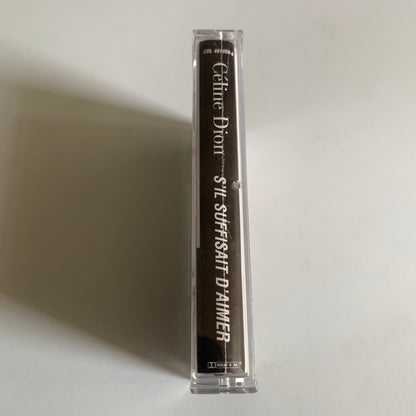 Céline Dion
S'IL SUFFISAIT D'AIMER